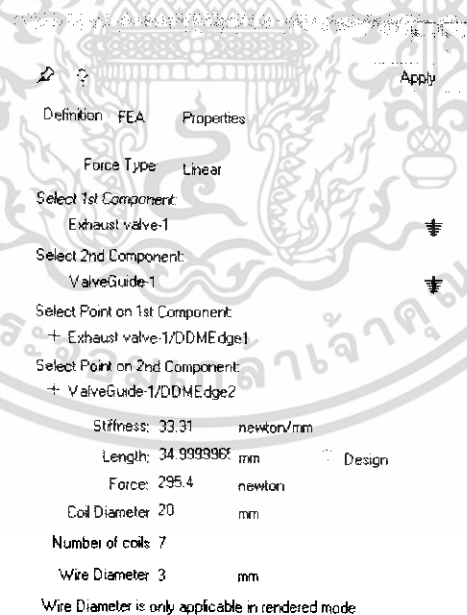 Apply
Definition FEA Properties
Force Type: Linear
Select 1st Component:
Exhaust valve-1
Select 2nd Component:
ValveGuide-1
Select Point on 1st Component:
Exhaust valve-1/DDMEdge1
Select Point on 2nd Component:
ValveGuide-1/DDMEdge2
Stiffness: 33.31 newton/mm
Length: 34.9999965 mm Design
Force: 295.4 newton
Coil Diameter 20 mm
Number of coils 7
Wire Diameter 3 mm
Wire Diameter is only applicable in rendered mode